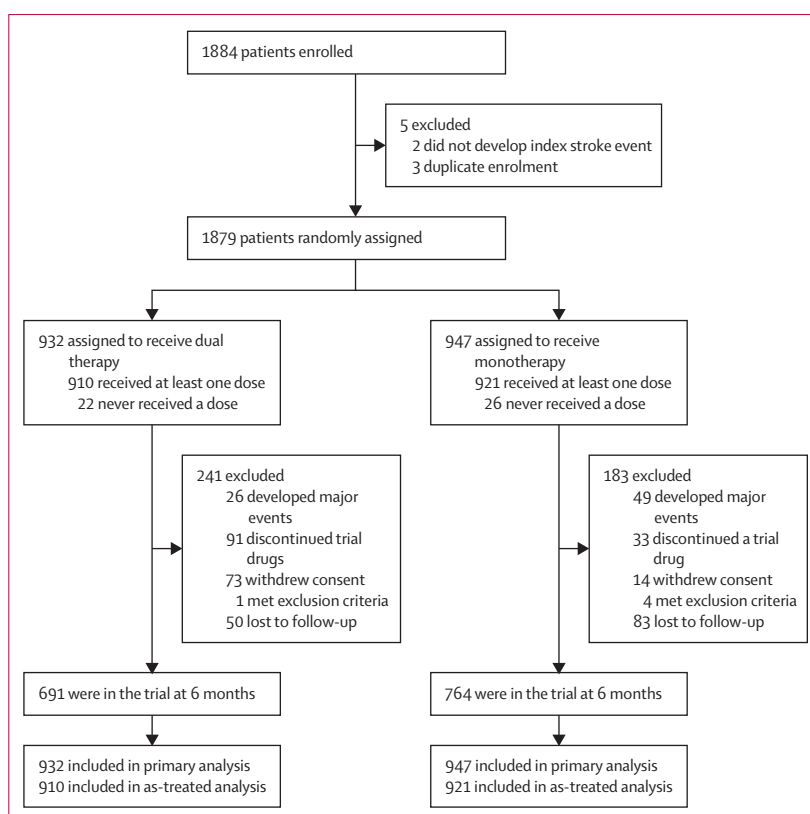 1884 patients enrolled
5 excluded
2 did not develop index stroke event
3 duplicate enrolment
1879 patients randomly assigned
932 assigned to receive dual
therapy
910 received at least one dose
22 never received a dose
947 assigned to receive
monotherapy
921 received at least one dose
26 never received a dose
241 excluded
26 developed major
events
91 discontinued trial
drugs
73 withdrew consent
1 met exclusion criteria
50 lost to follow-up
183 excluded
49 developed major
events
33 discontinued a trial
drug
14 withdrew consent
4 met exclusion criteria
83 lost to follow-up
691 were in the trial at 6 months
764 were in the trial at 6 months
932 included in primary analysis
910 included in as-treated analysis
947 included in primary analysis
921 included in as-treated analysis